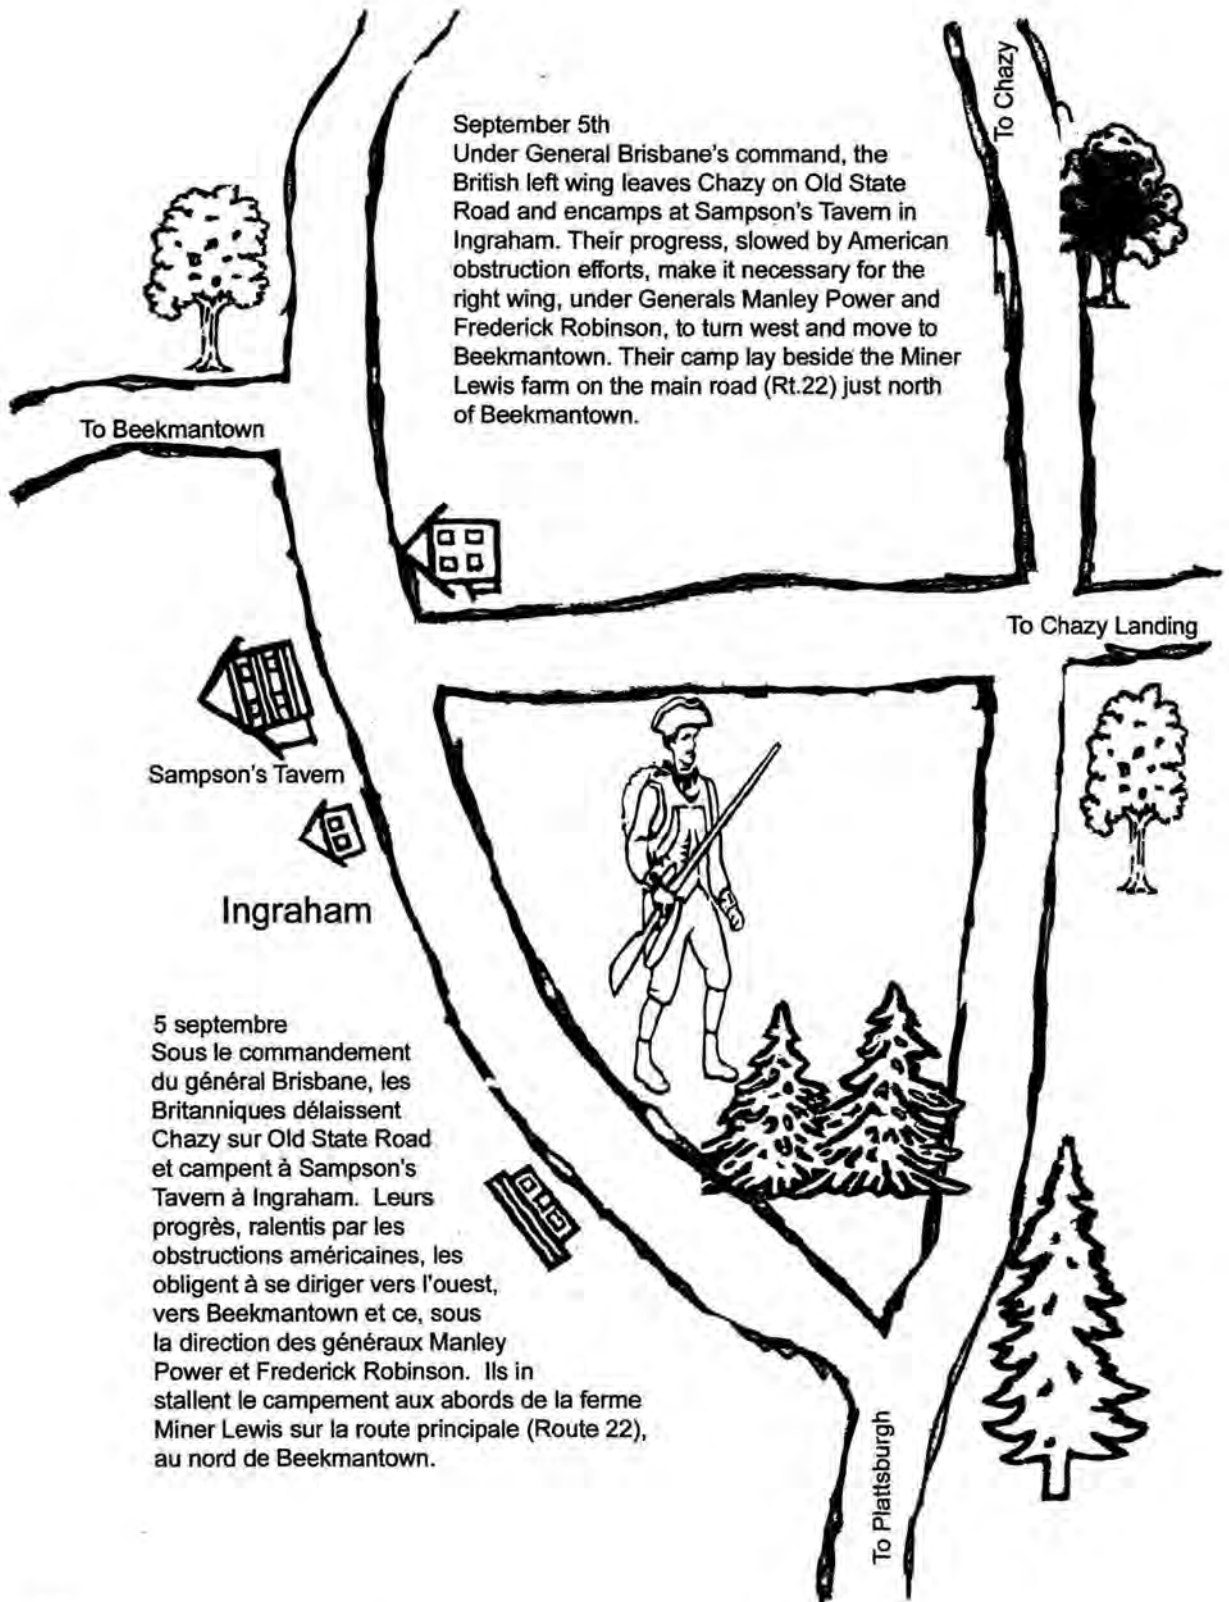 To Chazy
September 5th
Under General Brisbane's command, the
British left wing leaves Chazy on Old State
Road and encamps at Sampson's Tavern in
Ingraham. Their progress, slowed by American
obstruction efforts, make it necessary for the
right wing, under Generals Manley Power and
Frederick Robinson, to turn west and move to
Beekmantown. Their camp lay beside the Miner
Lewis farm on the main road (Rt.22) just north
of Beekmantown.
To Beekmantown
To Chazy Landing
Sampson's Tavern
Ingraham
5 septembre
Sous le commandement
du général Brisbane, les
Britanniques délaissent
Chazy sur Old State Road
et campent à Sampson's
Tavern à Ingraham. Leurs
progrès, ralentis par les
obstructions américaines, les
obligent à se diriger vers l'ouest,
vers Beekmantown et ce, sous
la direction des généraux Manley
Power et Frederick Robinson. Ils in
stallent le campement aux abords de la ferme
Miner Lewis sur la route principale (Route 22),
au nord de Beekmantown.
To Plattsburgh